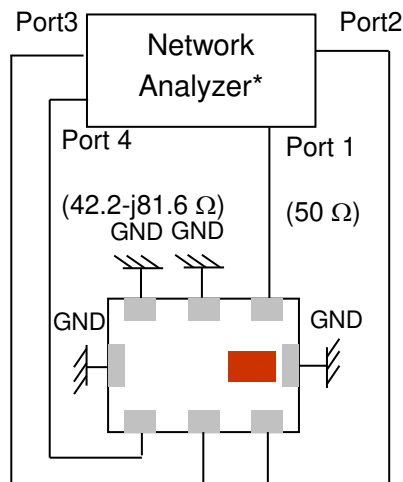 Port3
Port2
Network
Analyzer*
Port 4
Port 1
(42.2-j81.6 Ω)
(50 Ω)
GND GND
GND
GND